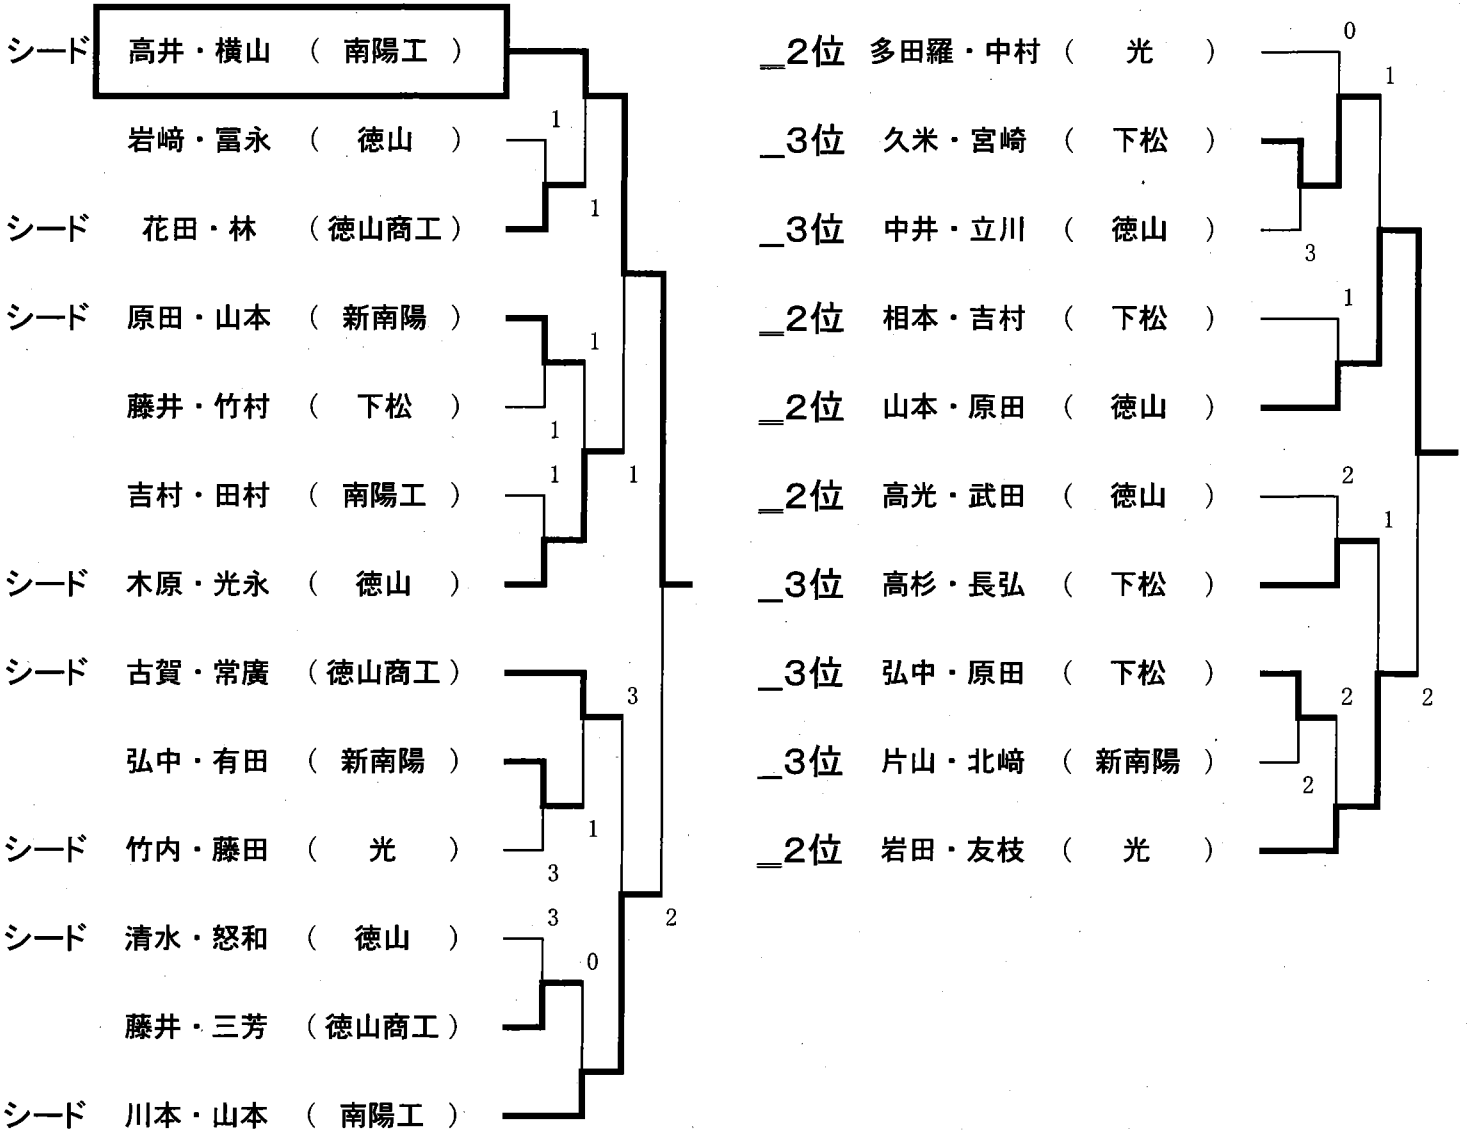 シード 高井・横山 ( 南陽工 )
岩﨑・冨永 ( 徳山 )
1
シード 花田・林 ( 徳山商工 )
1
シード 原田・山本 ( 新南陽 )
1
藤井・竹村 ( 下松 )
1
吉村・田村 ( 南陽工 )
1
1
シード 木原・光永 ( 徳山 )
シード 古賀・常廣 ( 徳山商工 )
3
弘中・有田 ( 新南陽 )
1
シード 竹内・藤田 ( 光 )
3
シード 清水・怒和 ( 徳山 )
3
2
0
藤井・三芳 ( 徳山商工 )
シード 川本・山本 ( 南陽工 )
_2位 多田羅・中村 ( 光 )
0
1
_3位 久米・宮崎 ( 下松 )
_3位 中井・立川 ( 徳山 )
3
_2位 相本・吉村 ( 下松 )
1
_2位 山本・原田 ( 徳山 )
_2位 高光・武田 ( 徳山 )
2
1
_3位 高杉・長弘 ( 下松 )
_3位 弘中・原田 ( 下松 )
2
2
_3位 片山・北﨑 ( 新南陽 )
2
_2位 岩田・友枝 ( 光 )